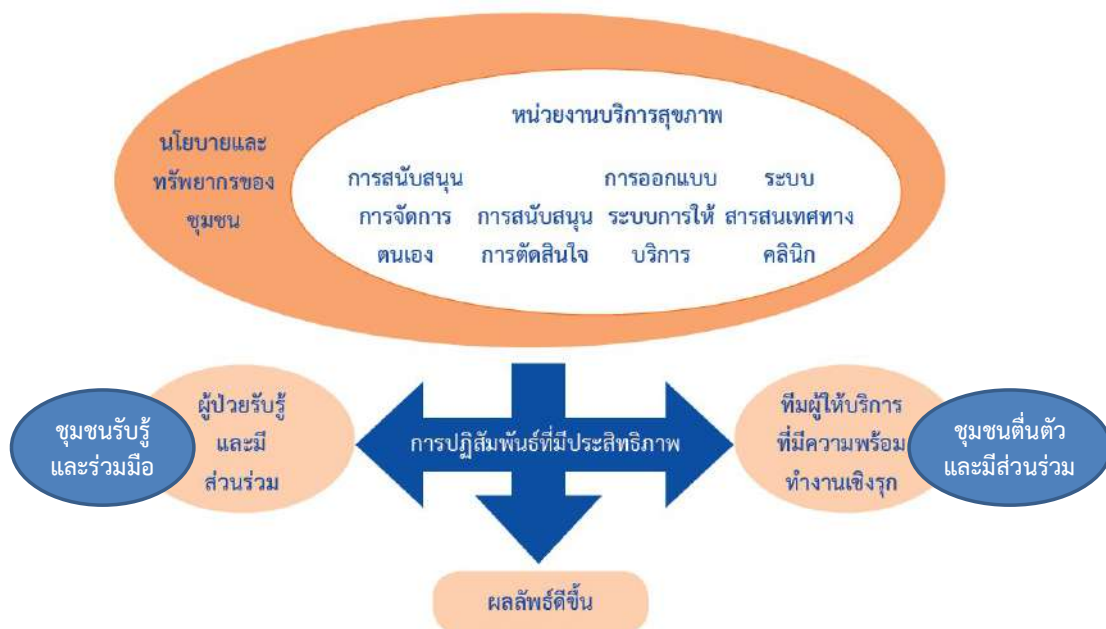 หน่วยงานบริการสุขภาพ
นโยบายและ
ทรัพยากรของ
ชุมชน
การสนับสนุน
การจัดการ
ตนเอง
การสนับสนุน
การตัดสินใจ
การออกแบบ
ระบบการให้
บริการ
ระบบ
สารสนเทศทาง
คลินิก
ชุมชนรับรู้
และร่วมมือ
ผู้ป่วยรับรู้
และมี
ส่วนร่วม
การปฏิสัมพันธ์ที่มีประสิทธิภาพ
ทีมผู้ให้บริการ
ที่มีความพร้อม
ทำงานเชิงรุก
ชุมชนตื่นตัว
และมีส่วนร่วม
ผลลัพธ์ดีขึ้น